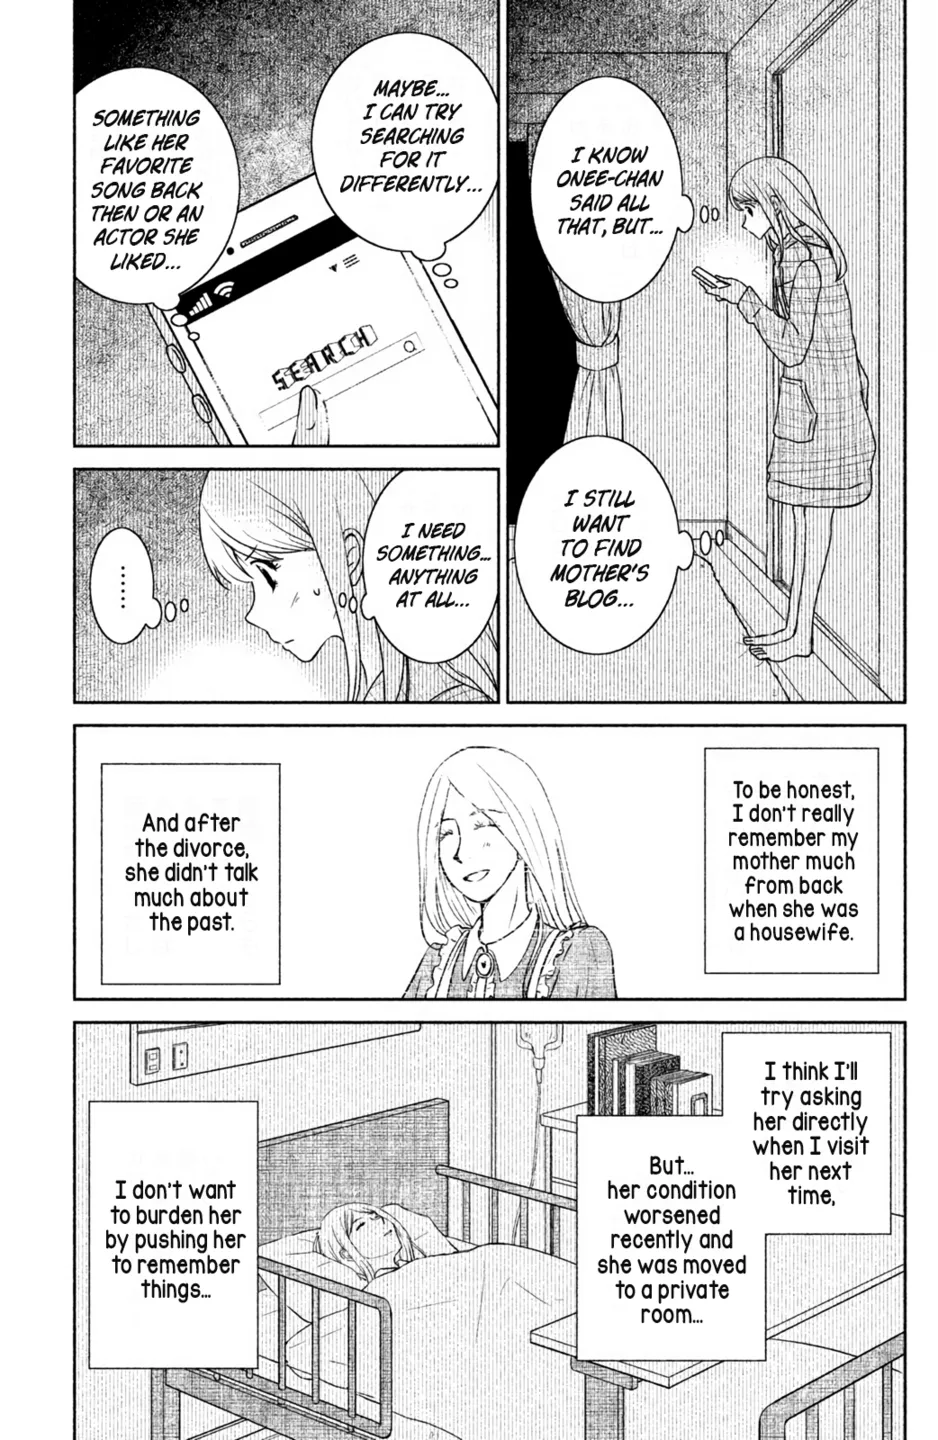 I KNOW
ONEE-CHAN
SAID ALL
THAT, BUT...
I STILL
WANT
TO FIND
MOTHER'S
BLOG...
MAYBE...
I CAN TRY
SEARCHING
FOR IT
DIFFERENTLY...
SOMETHING
LIKE HER
FAVORITE
SONG BACK
THEN OR AN
ACTOR SHE
LIKED...
SEARCH
I NEED
SOMETHING...
ANYTHING
AT ALL...
......
To be honest,
I don't really
remember my
mother much
from back
when she was
a housewife.
And after
the divorce,
she didn't talk
much about
the past.
I think I'll
try asking
her directly
when I visit
her next
time,
But...
her condition
worsened
recently and
she was moved
to a private
room...
I don't want
to burden her
by pushing her
to remember
things...